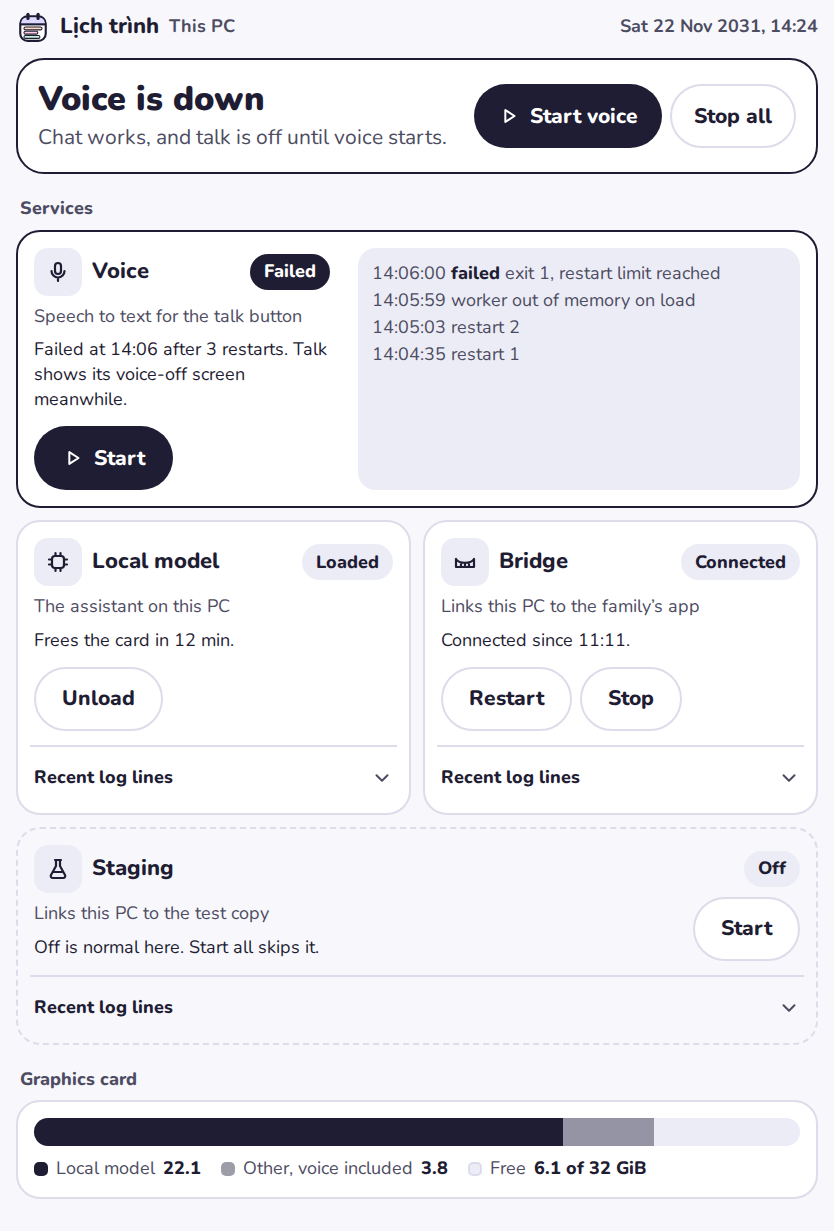 Lịch trình This PC
Sat 22 Nov 2031, 14:24
Voice is down
Chat works, and talk is off until voice starts.
Start voice
Stop all
Services
Voice
Failed
Speech to text for the talk button
Failed at 14:06 after 3 restarts. Talk
shows its voice-off screen
meanwhile.
Start
14:06:00 failed exit 1, restart limit reached
14:05:59 worker out of memory on load
14:05:03 restart 2
14:04:35 restart 1
Local model
Loaded
The assistant on this PC
Frees the card in 12 min.
Unload
Recent log lines
Bridge
Connected
Links this PC to the family’s app
Connected since 11:11.
Restart
Stop
Recent log lines
Staging
Off
Links this PC to the test copy
Off is normal here. Start all skips it.
Start
Recent log lines
Graphics card
Local model 22.1
Other, voice included 3.8
Free 6.1 of 32 GiB